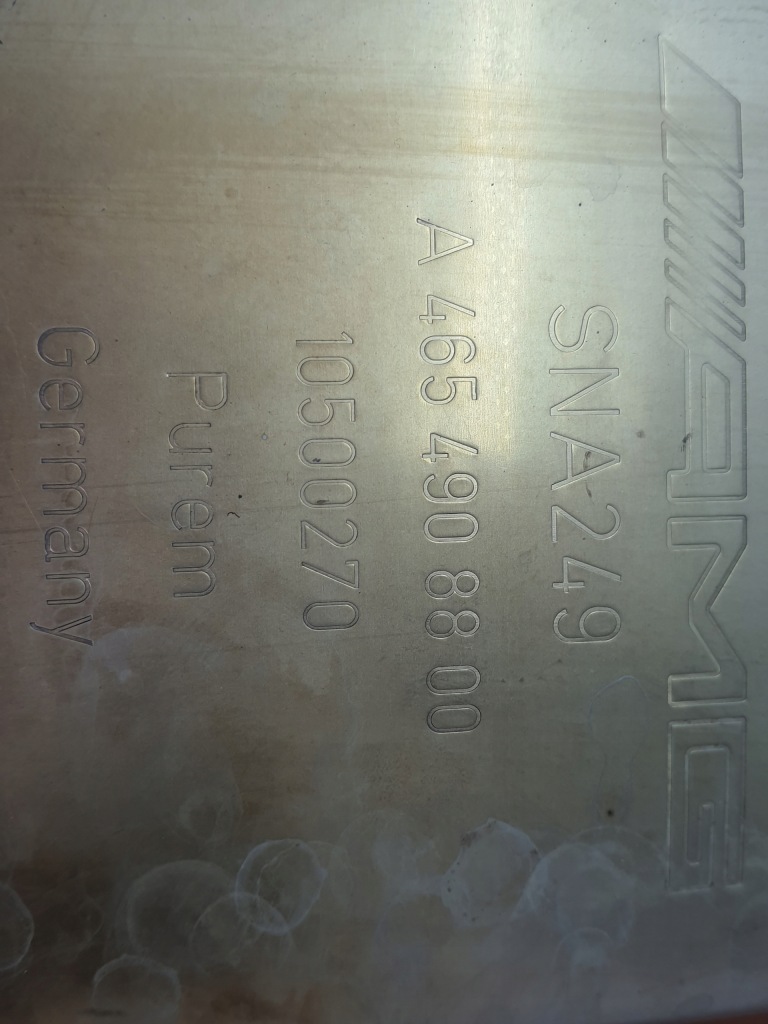 AMG
SNA249
A 465 490 88 00
10500270
Purem
Germany